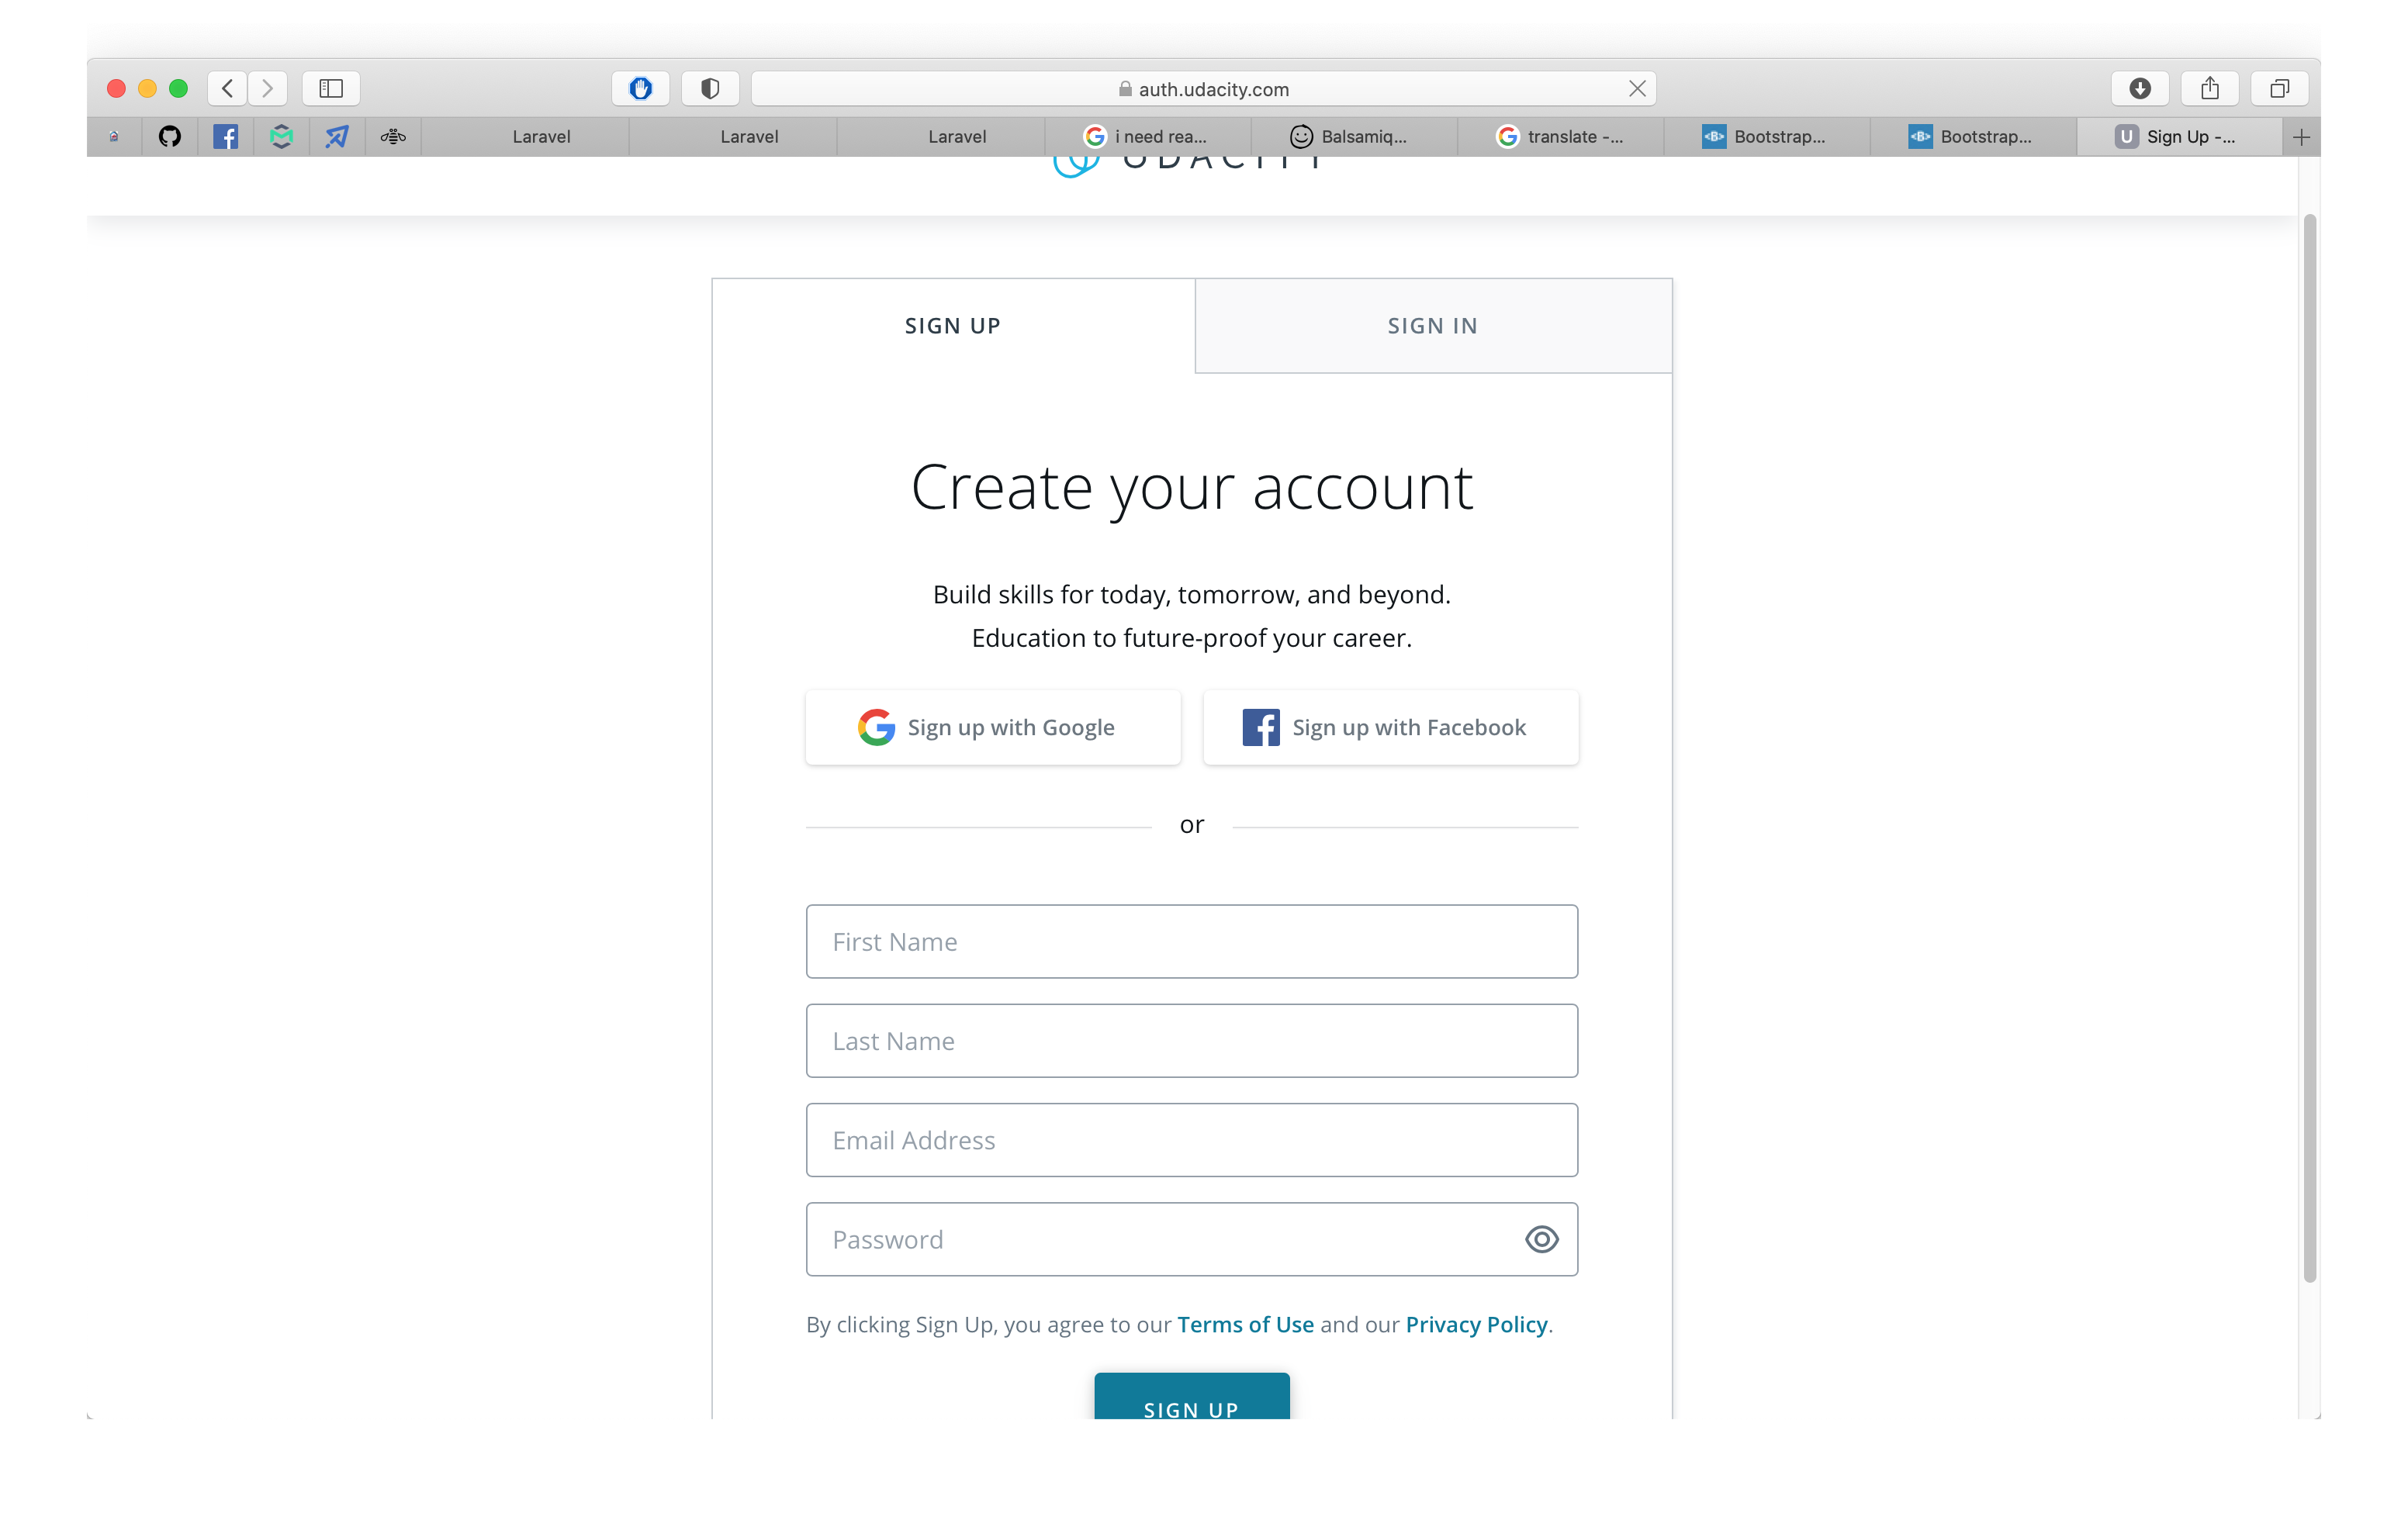 auth.udacity.com
Laravel
Laravel
Laravel
i need rea...
Balsamiq...
translate -...
Bootstrap...
Bootstrap...
U Sign Up -...
UDACITY
SIGN UP
SIGN IN
Create your account
Build skills for today, tomorrow, and beyond.
Education to future-proof your career.
Sign up with Google
Sign up with Facebook
or
First Name
Last Name
Email Address
Password
By clicking Sign Up, you agree to our Terms of Use and our Privacy Policy.
SIGN UP